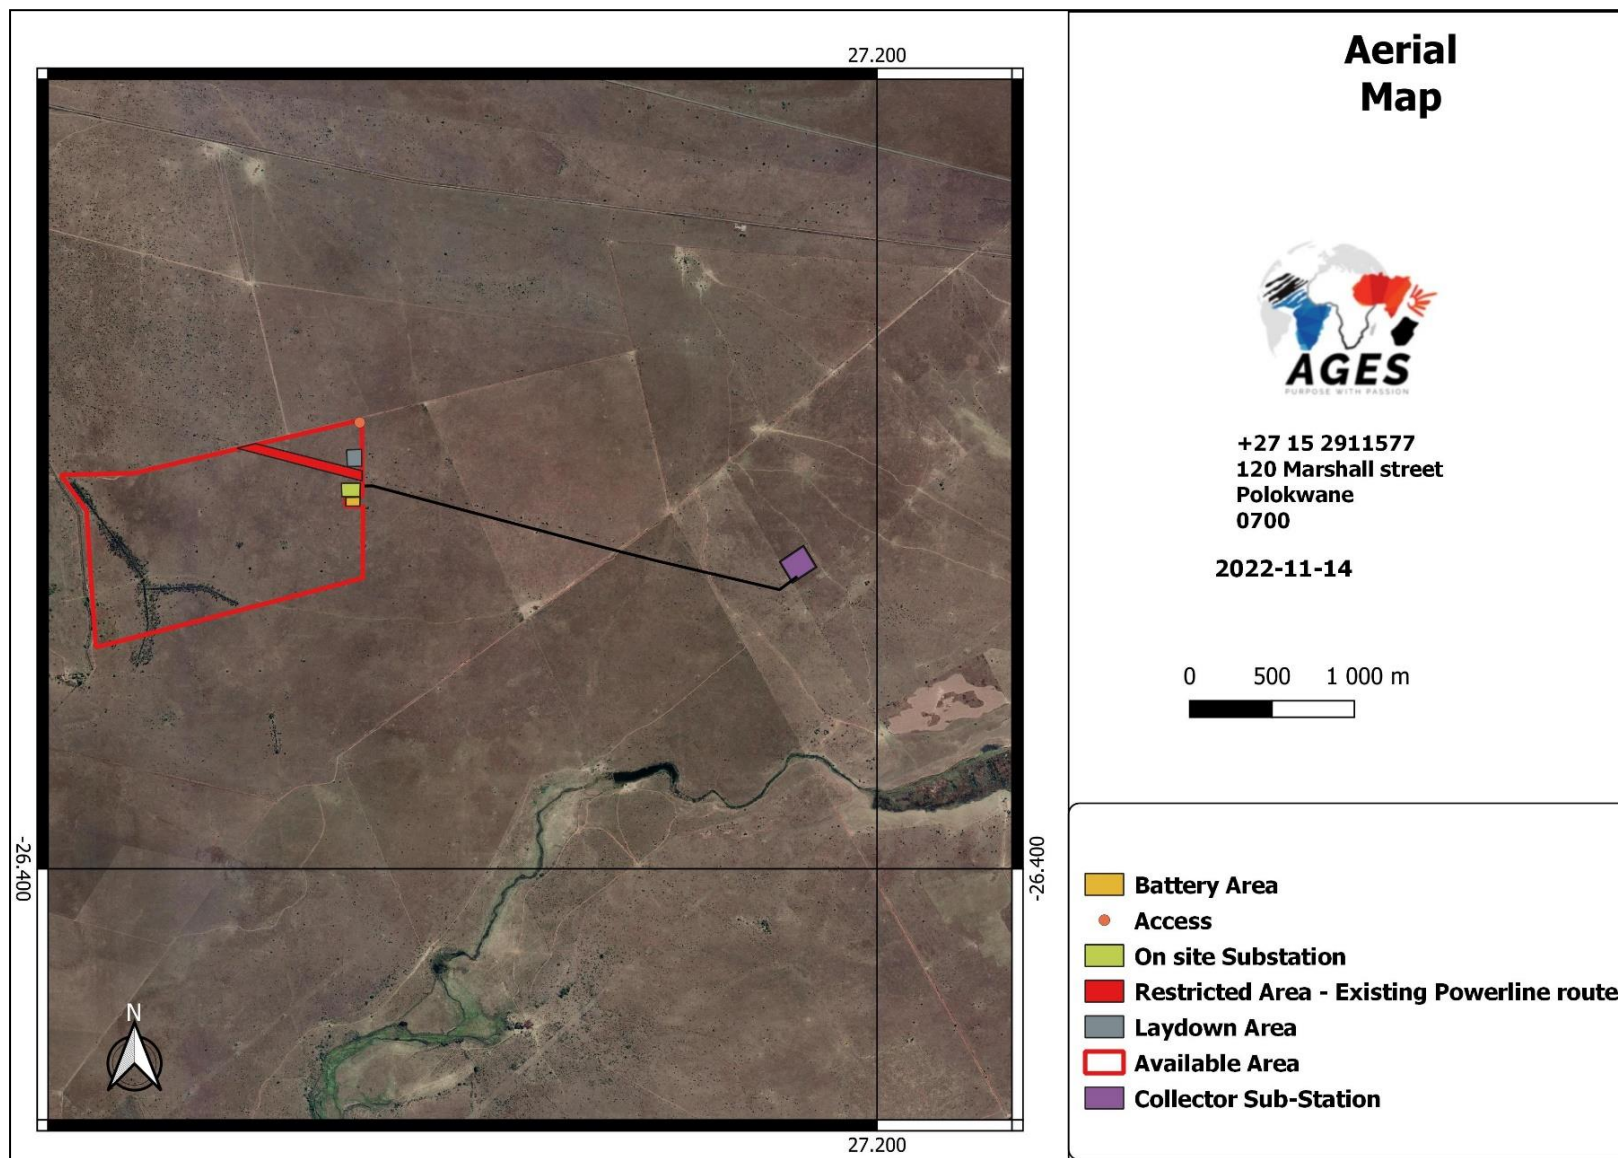 27.200
Aerial
Map
AGES
PURPOSE WITH PASSION
+27 15 2911577
120 Marshall street
Polokwane
0700
2022-11-14
0 500 1 000 m
-26.400
-26.400
Battery Area
Access
On site Substation
Restricted Area - Existing Powerline route
Laydown Area
Available Area
Collector Sub-Station
N
27.200